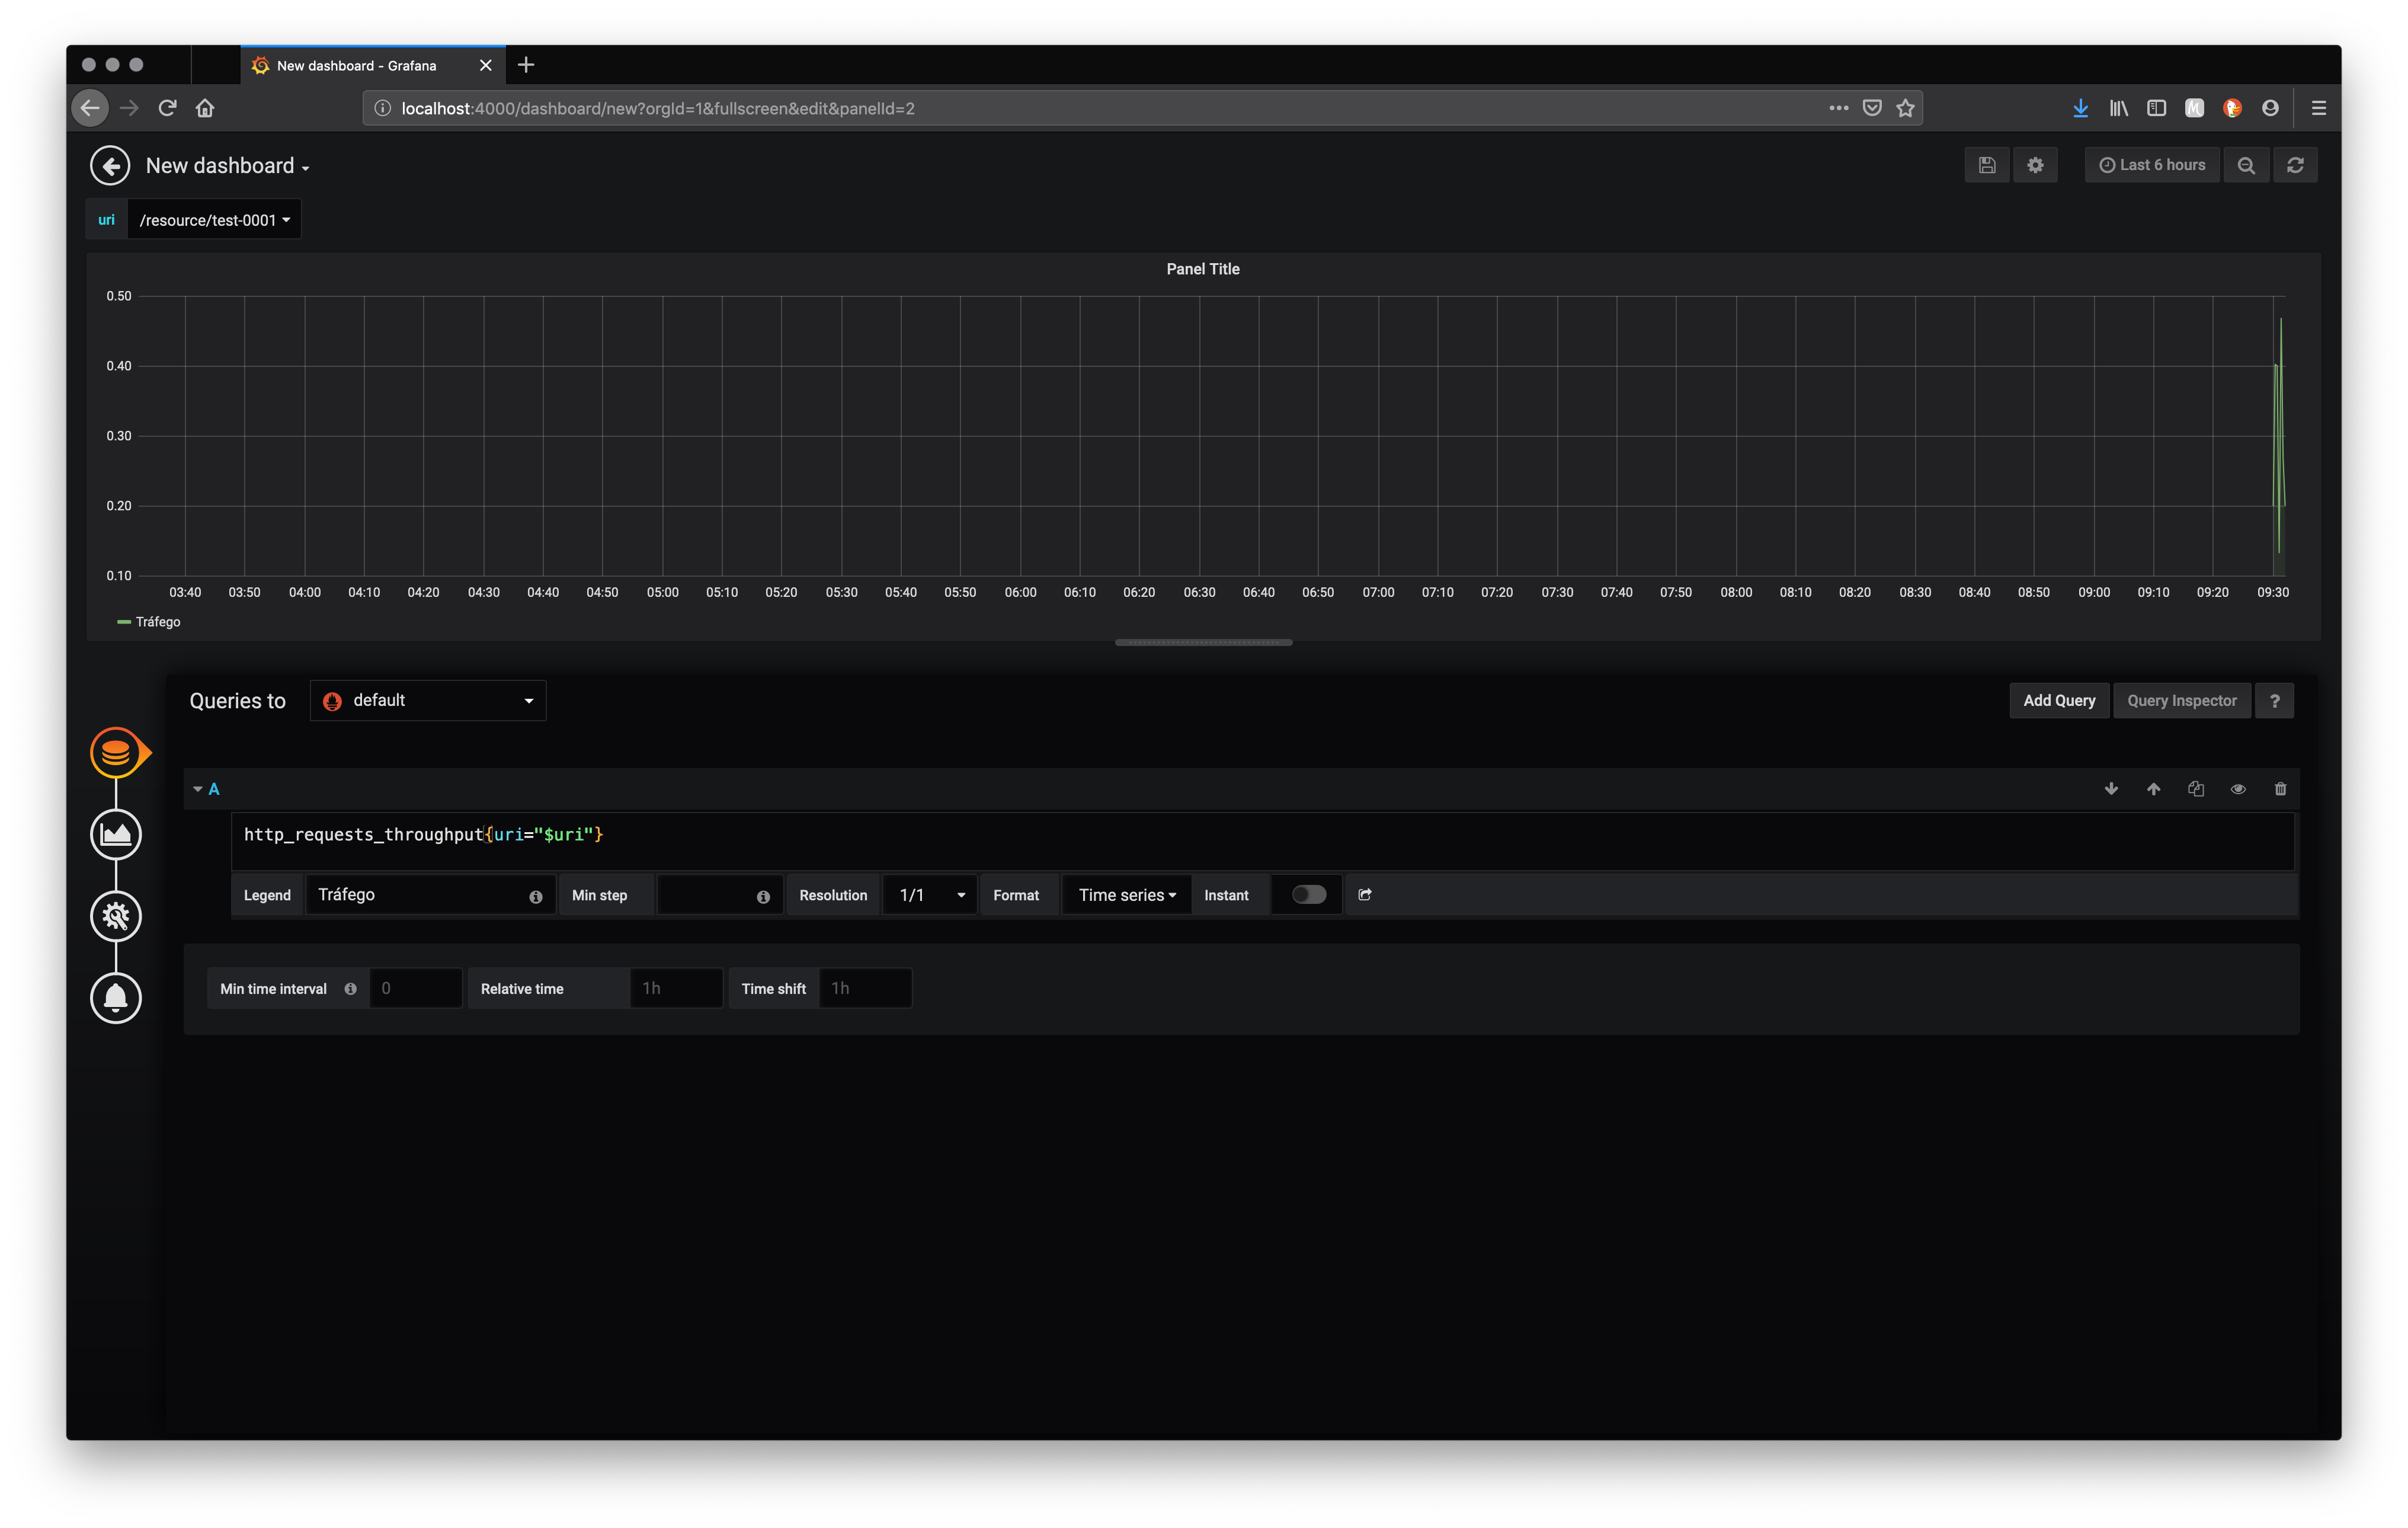 New dashboard - Grafana
localhost:4000/dashboard/new?orgId=1&fullscreen&edit&panelId=2
New dashboard
Last 6 hours
uri /resource/test-0001
Panel Title
0.50
0.40
0.30
0.20
0.10
03:40 03:50 04:00 04:10 04:20 04:30 04:40 04:50 05:00 05:10 05:20 05:30 05:40 05:50 06:00 06:10 06:20 06:30 06:40 06:50 07:00 07:10 07:20 07:30 07:40 07:50 08:00 08:10 08:20 08:30 08:40 08:50 09:00 09:10 09:20 09:30
Tráfego
Queries to default Add Query Query Inspector ?
A
http_requests_throughput{uri="$uri"}
Legend Tráfego Min step Resolution 1/1 Format Time series Instant
Min time interval 0 Relative time 1h Time shift 1h